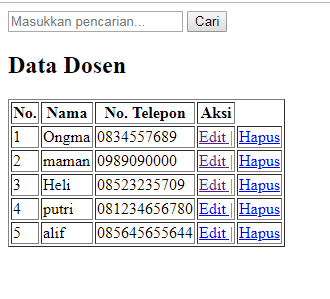 Masukkan pencarian... Cari
Data Dosen
No. Nama No. Telepon Aksi
1 Ongma 0834557689 Edit | Hapus
2 maman 0989090000 Edit | Hapus
3 Heli 08523235709 Edit | Hapus
4 putri 081234656780 Edit | Hapus
5 alif 085645655644 Edit | Hapus